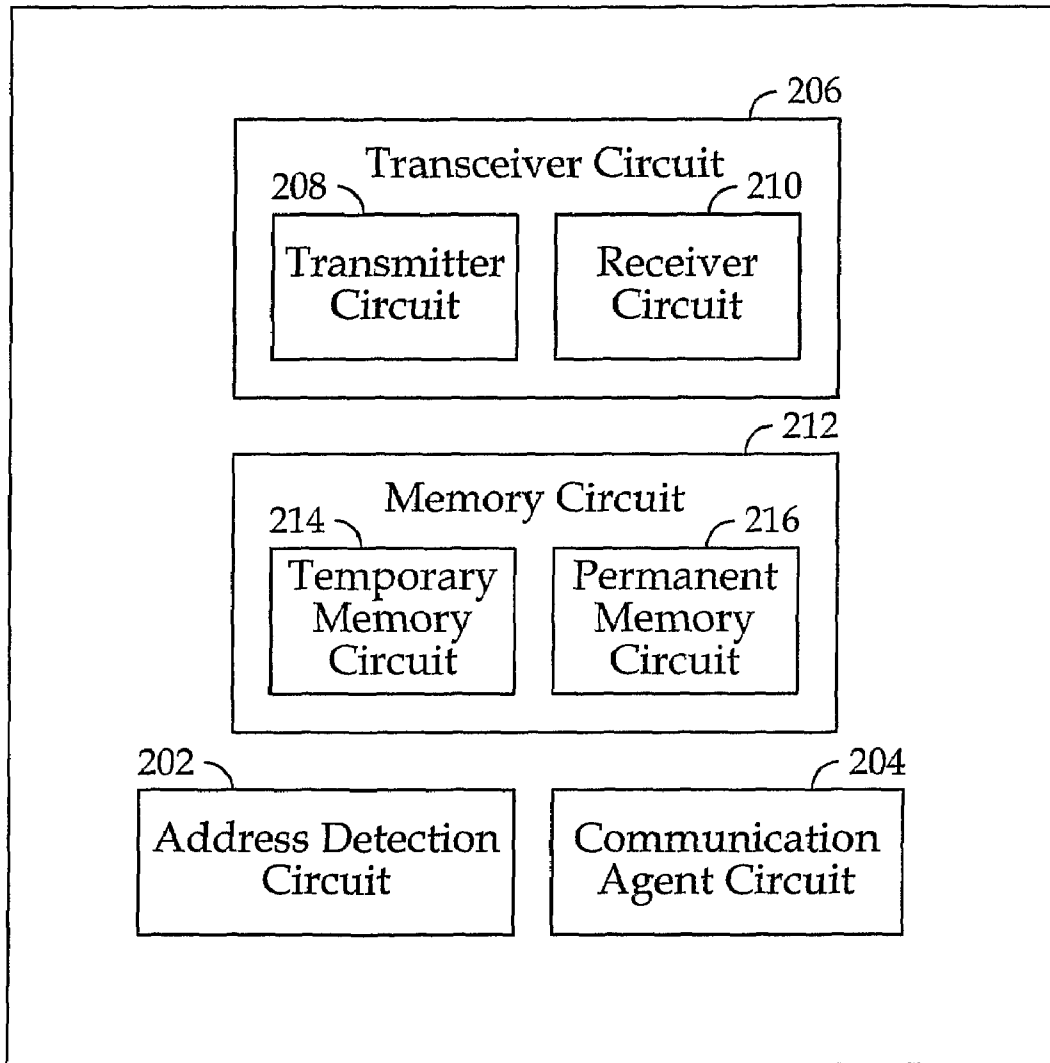 206
Transceiver Circuit
208
210
Transmitter
Circuit
Receiver
Circuit
212
Memory Circuit
214
216
Temporary
Memory
Circuit
Permanent
Memory
Circuit
202
204
Address Detection
Circuit
Communication
Agent Circuit